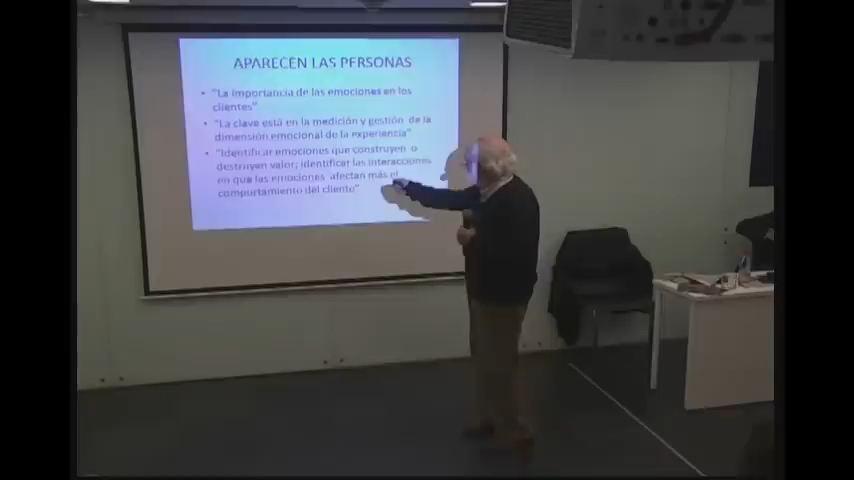 APARECEN LAS PERSONAS
• "La importancia de las emociones en los
clientes"
• "La clave está en la medición y gestión de la
dimensión emocional de la experiencia"
• "Identificar emociones que construyen o
destruyen valor; identificar las interacciones
en que las emociones afectan más el
comportamiento del cliente"